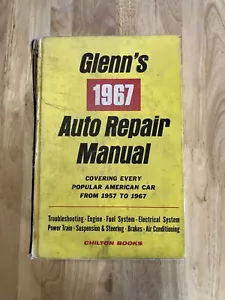 Glenn's
1967
Auto Repair
Manual
COVERING EVERY
POPULAR AMERICAN CAR
FROM 1957 TO 1967
Troubleshooting - Engine - Fuel System - Electrical System
Power Train - Suspension & Steering - Brakes - Air Conditioning
CHILTON BOOKS